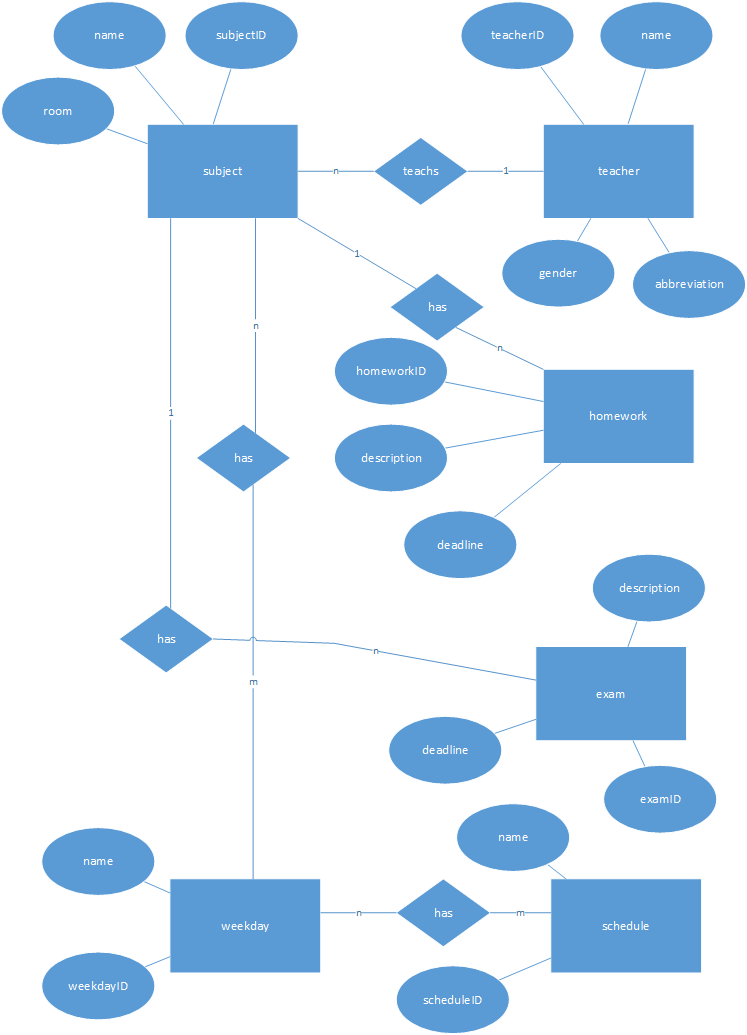 name
subjectID
teacherID
name
room
subject
n
teachs
1
teacher
1
gender
abbreviation
has
n
n
homeworkID
1
homework
has
description
deadline
description
has
n
m
exam
deadline
examID
name
name
n
has
m
weekday
schedule
weekdayID
scheduleID